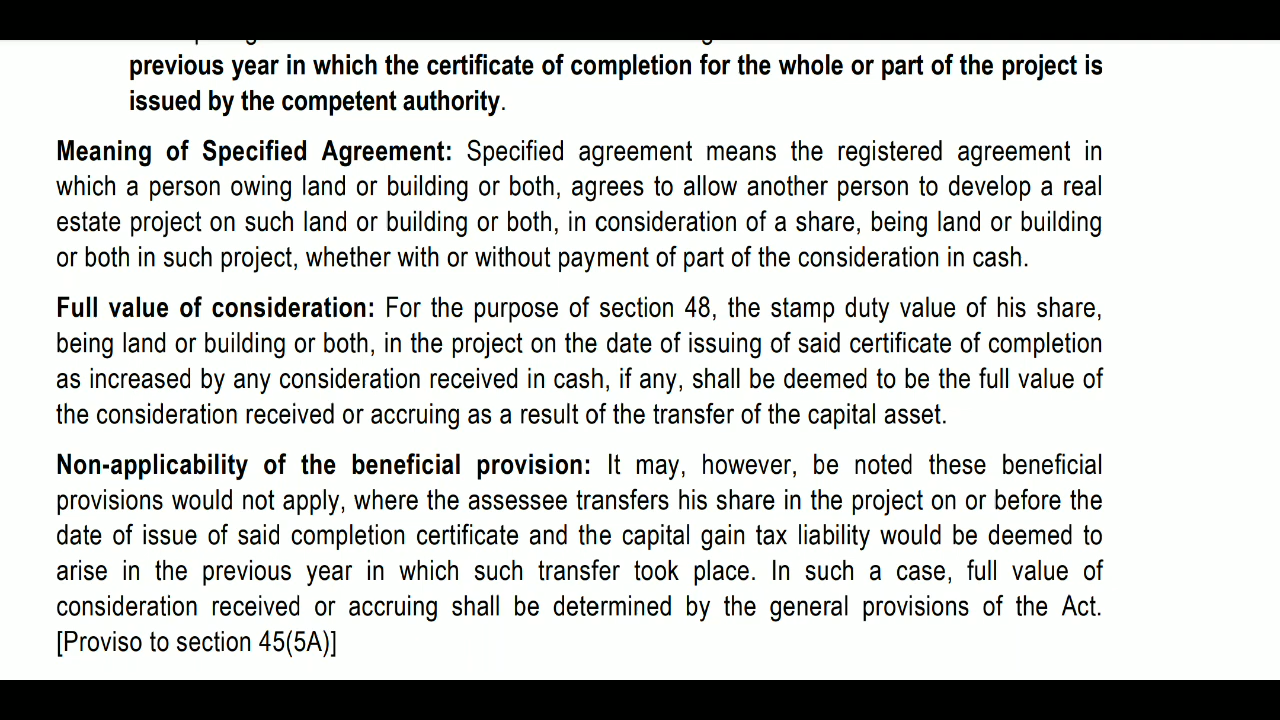 previous year in which the certificate of completion for the whole or part of the project is
issued by the competent authority.
Meaning of Specified Agreement: Specified agreement means the registered agreement in
which a person owing land or building or both, agrees to allow another person to develop a real
estate project on such land or building or both, in consideration of a share, being land or building
or both in such project, whether with or without payment of part of the consideration in cash.
Full value of consideration: For the purpose of section 48, the stamp duty value of his share,
being land or building or both, in the project on the date of issuing of said certificate of completion
as increased by any consideration received in cash, if any, shall be deemed to be the full value of
the consideration received or accruing as a result of the transfer of the capital asset.
Non-applicability of the beneficial provision: It may, however, be noted these beneficial
provisions would not apply, where the assessee transfers his share in the project on or before the
date of issue of said completion certificate and the capital gain tax liability would be deemed to
arise in the previous year in which such transfer took place. In such a case, full value of
consideration received or accruing shall be determined by the general provisions of the Act.
[Proviso to section 45(5A)]